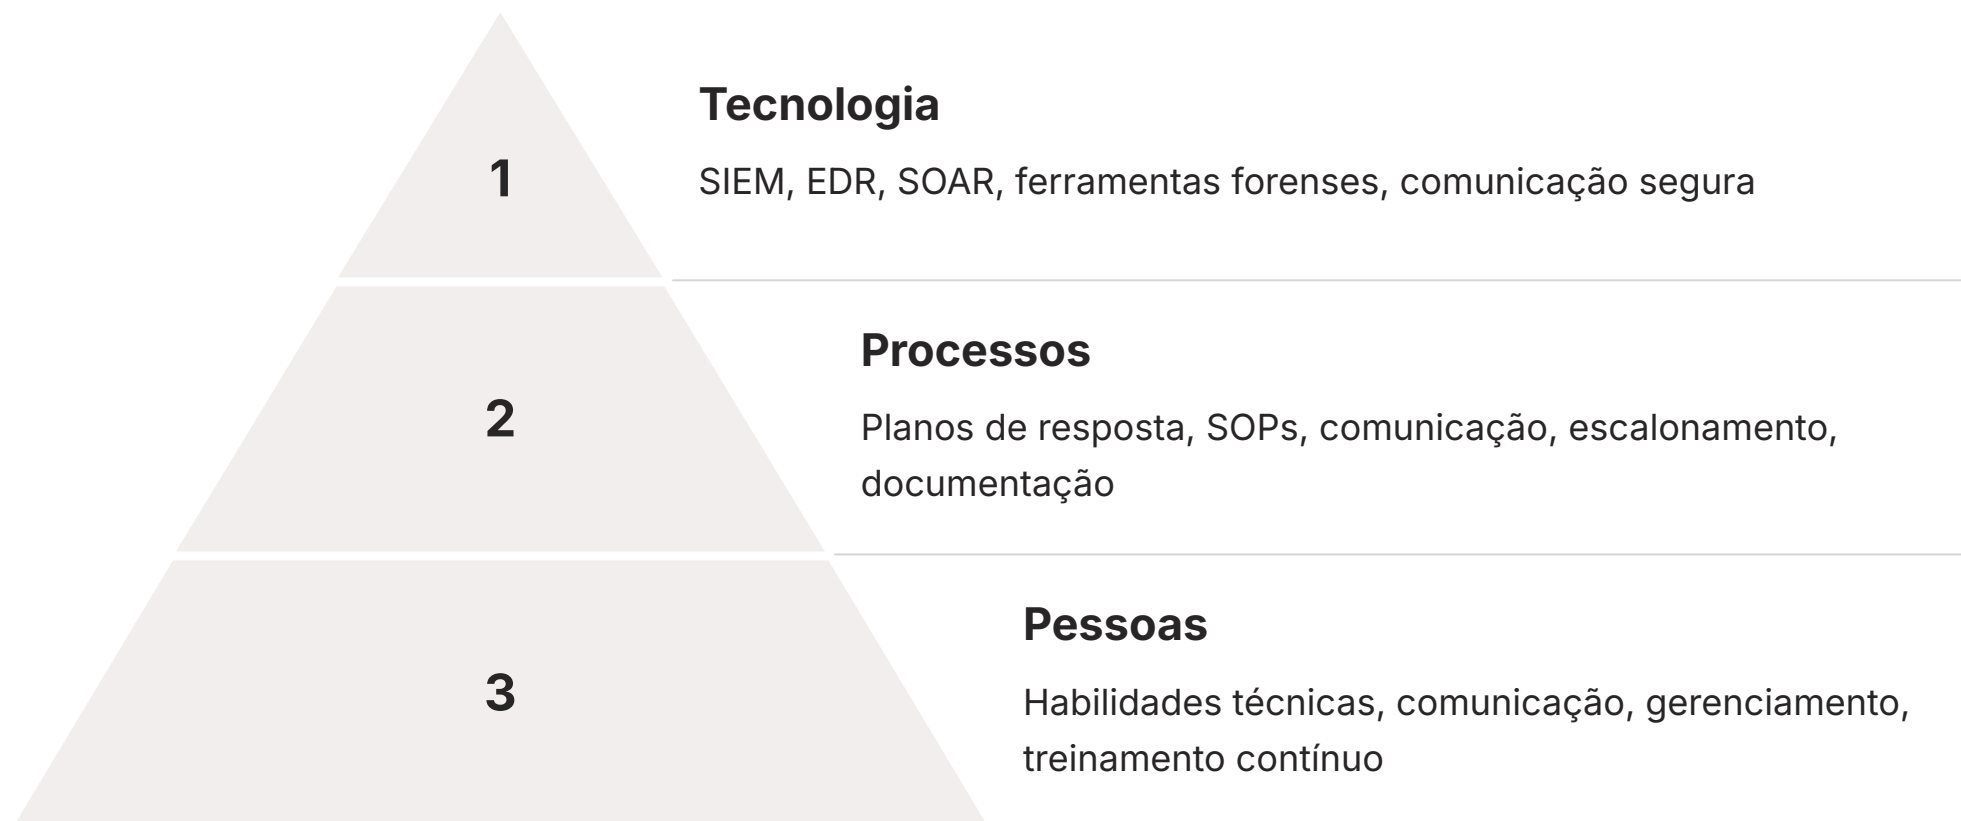 1
Tecnologia
SIEM, EDR, SOAR, ferramentas forenses, comunicação segura
2
Processos
Planos de resposta, SOPs, comunicação, escalonamento,
documentação
3
Pessoas
Habilidades técnicas, comunicação, gerenciamento,
treinamento contínuo